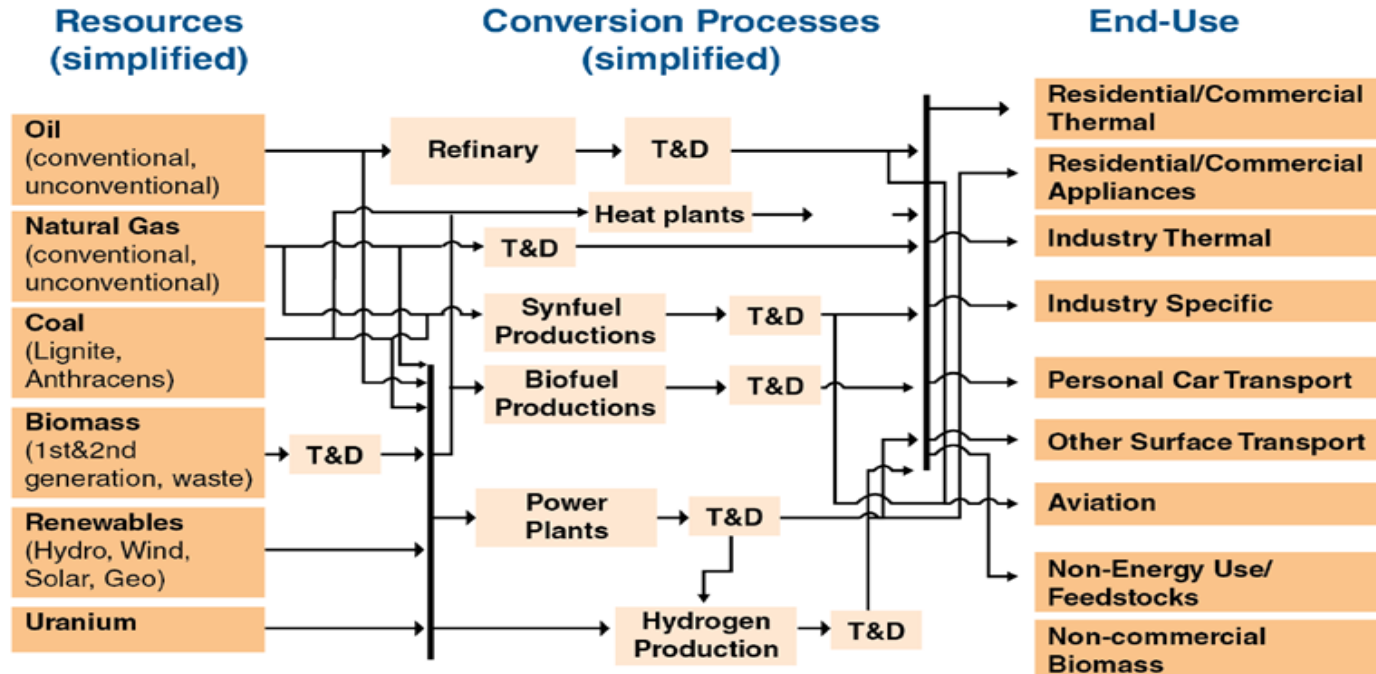 Resources
(simplified)
Conversion Processes
(simplified)
End-Use
Oil
(conventional,
unconventional)
Natural Gas
(conventional,
unconventional)
Coal
(Lignite,
Anthracens)
Biomass
(1st&2nd
generation, waste)
Renewables
(Hydro, Wind,
Solar, Geo)
Uranium
T&D
Refinary
T&D
Heat plants
T&D
Synfuel
Productions
T&D
Biofuel
Productions
T&D
Power
Plants
T&D
Hydrogen
Production
T&D
Residential/Commercial
Thermal
Residential/Commercial
Appliances
Industry Thermal
Industry Specific
Personal Car Transport
Other Surface Transport
Aviation
Non-Energy Use/
Feedstocks
Non-commercial
Biomass